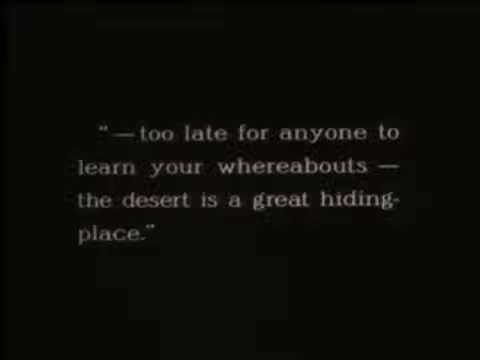 "—too late for anyone to
learn your whereabouts —
the desert is a great hiding-
place."